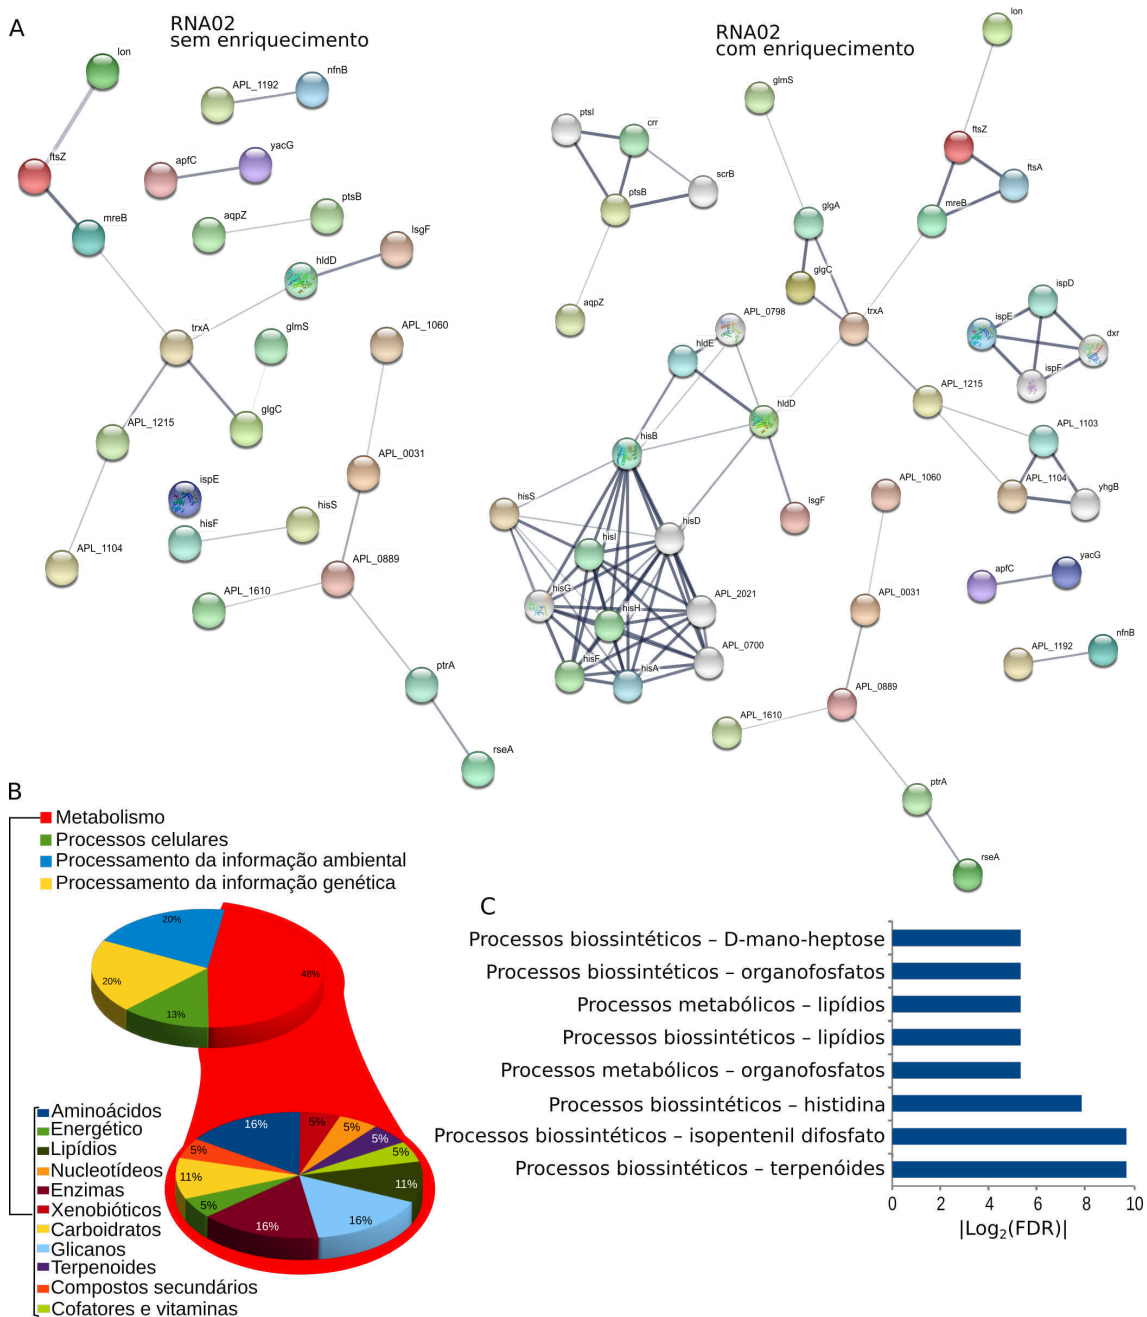 A
RNA02
sem enriquecimento
lon
nfnB
APL_1192
ftsZ
apfC
yacG
mreB
aqpZ
ptsB
hldD
lsgF
trxA
glmS
APL_1060
APL_1215
glgC
APL_0031
ispE
hisF
hisS
APL_1104
APL_1610
APL_0889
ptrA
rseA
RNA02
com enriquecimento
lon
glmS
ptsI
crr
ftsZ
scrB
ptsB
ftsA
glgA
mreB
glgC
ispD
aqpZ
APL_0798
trxA
ispE
dxr
hldE
ispF
hldD
APL_1215
hisB
APL_1103
hisS
APL_1060
APL_1104
yhgB
lsgF
hisD
hisI
hisG
apfC
yacG
APL_2021
hisH
APL_0031
nfnB
APL_0700
APL_1192
hisF
hisA
APL_0889
APL_1610
ptrA
rseA
B
Metabolismo
Processos celulares
Processamento da informação ambiental
Processamento da informação genética
20%
48%
20%
13%
Aminoácidos
Energético
Lipídios
Nucleotídeos
Enzimas
Xenobióticos
Carboidratos
Glicanos
Terpenoides
Compostos secundários
Cofatores e vitaminas
16%
5%
5%
5%
5%
11%
16%
16%
5%
11%
5%
C
Processos biossintéticos – D-mano-heptose
Processos biossintéticos – organofosfatos
Processos metabólicos – lipídios
Processos biossintéticos – lipídios
Processos metabólicos – organofosfatos
Processos biossintéticos – histidina
Processos biossintéticos – isopentenil difosfato
Processos biossintéticos – terpenóides
0 2 4 6 8 10
|Log₂(FDR)|